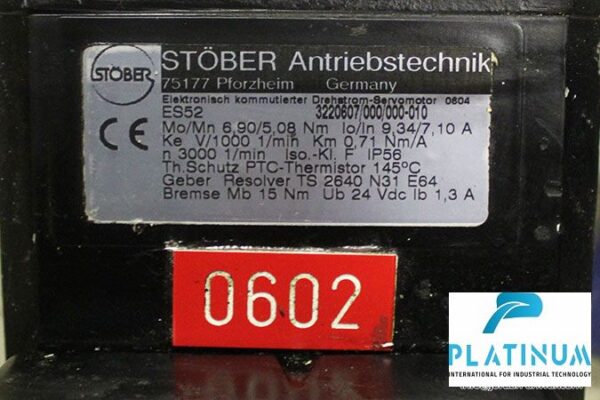 STÖBER
STÖBER Antriebstechnik
75177 Pforzheim Germany
Elektronisch kommutierter Drehstrom-Servomotor 0604
ES52 3220607/000/000-010
CE
Mo/Mn 6,90/5,08 Nm Io/In 9,34/7,10 A
Ke V/1000 1/min Km 0,71 Nm/A
n 3000 1/min Iso.-Kl. F IP56
Th.Schutz PTC-Thermistor 145°C
Geber Resolver TS 2640 N31 E64
Bremse Mb 15 Nm Ub 24 Vdc Ib 1,3 A
0602
PLATINUM
INTERNATIONAL FOR INDUSTRIAL TECHNOLOGY